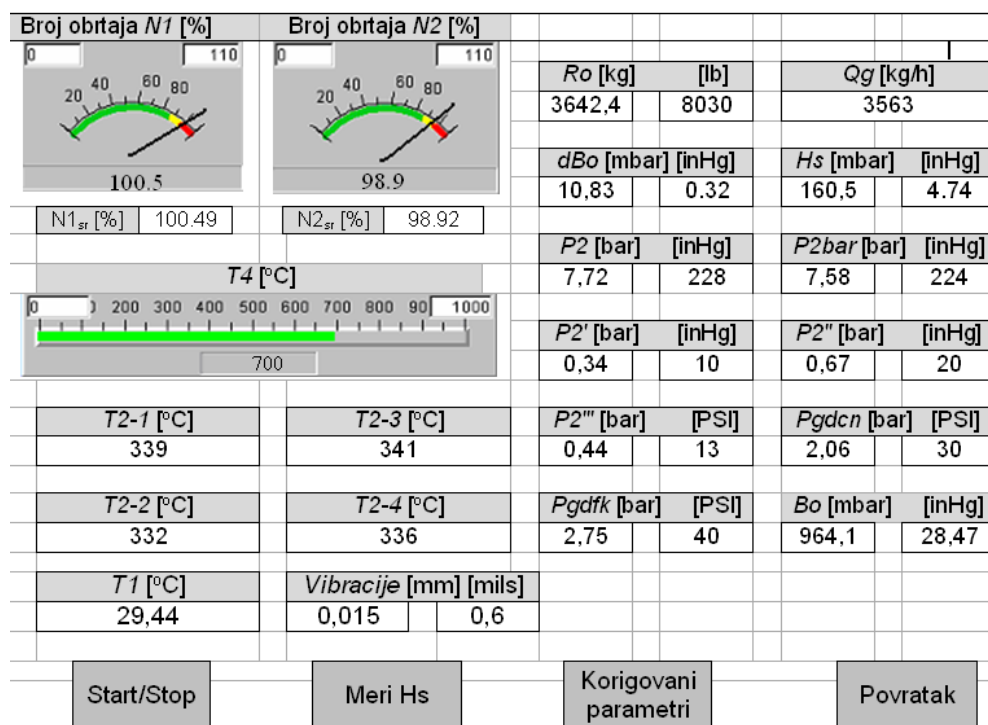 Broj obrtaja N1 [%] Broj obrtaja N2 [%]
0 110 0 110
20 40 60 80 20 40 60 80
100.5 98.9
N1sr [%] 100.49 N2sr [%] 98.92
T4 [°C]
0 200 300 400 500 600 700 800 90 1000
700
T2-1 [°C] T2-3 [°C]
339 341
T2-2 [°C] T2-4 [°C]
332 336
T1 [°C] Vibracije [mm] [mils]
29,44 0,015 0,6
Ro [kg] [lb] Qg [kg/h]
3642,4 8030 3563
dBo [mbar] [inHg] Hs [mbar] [inHg]
10,83 0.32 160,5 4.74
P2 [bar] [inHg] P2bar [bar] [inHg]
7,72 228 7,58 224
P2' [bar] [inHg] P2" [bar] [inHg]
0,34 10 0,67 20
P2"' [bar] [PSI] Pgdcn [bar] [PSI]
0,44 13 2,06 30
Pgdfk [bar] [PSI] Bo [mbar] [inHg]
2,75 40 964,1 28,47
Start/Stop Meri Hs Korigovani Povratak
parametri